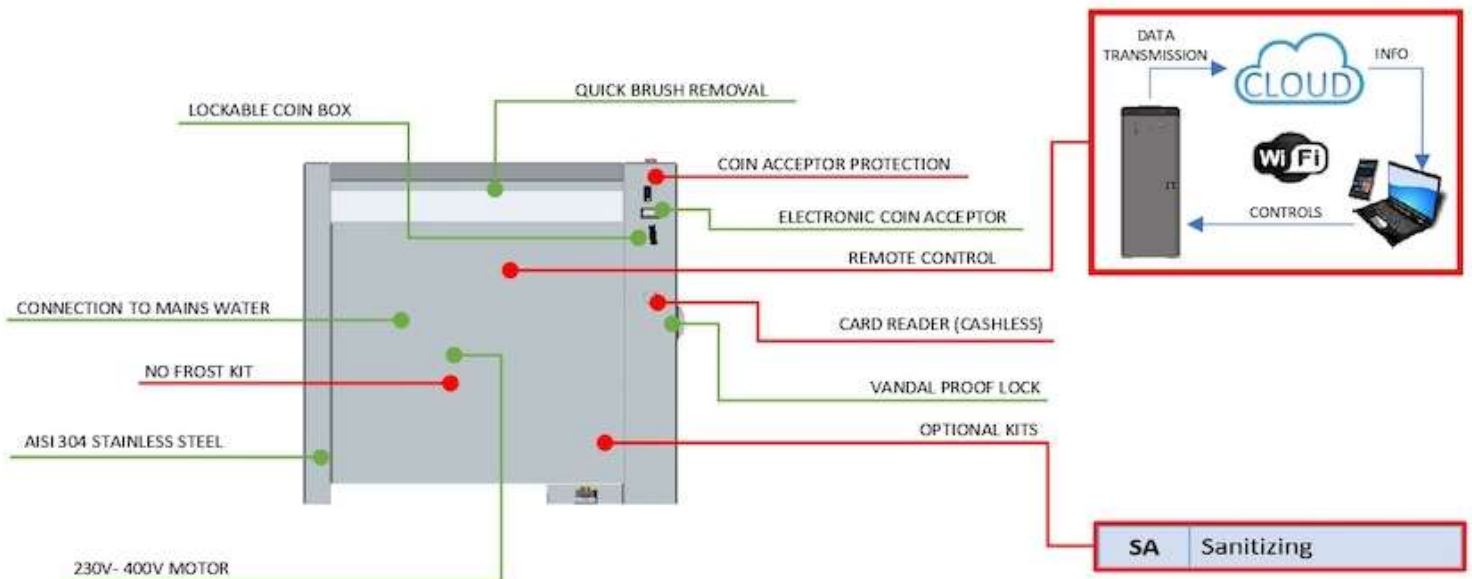 DATA
TRANSMISSION
CLOUD
INFO
WiFi
CONTROLS
QUICK BRUSH REMOVAL
LOCKABLE COIN BOX
COIN ACCEPTOR PROTECTION
ELECTRONIC COIN ACCEPTOR
REMOTE CONTROL
CONNECTION TO MAINS WATER
CARD READER (CASHLESS)
NO FROST KIT
VANDAL PROOF LOCK
OPTIONAL KITS
AISI 304 STAINLESS STEEL
SA Sanitizing
230V- 400V MOTOR